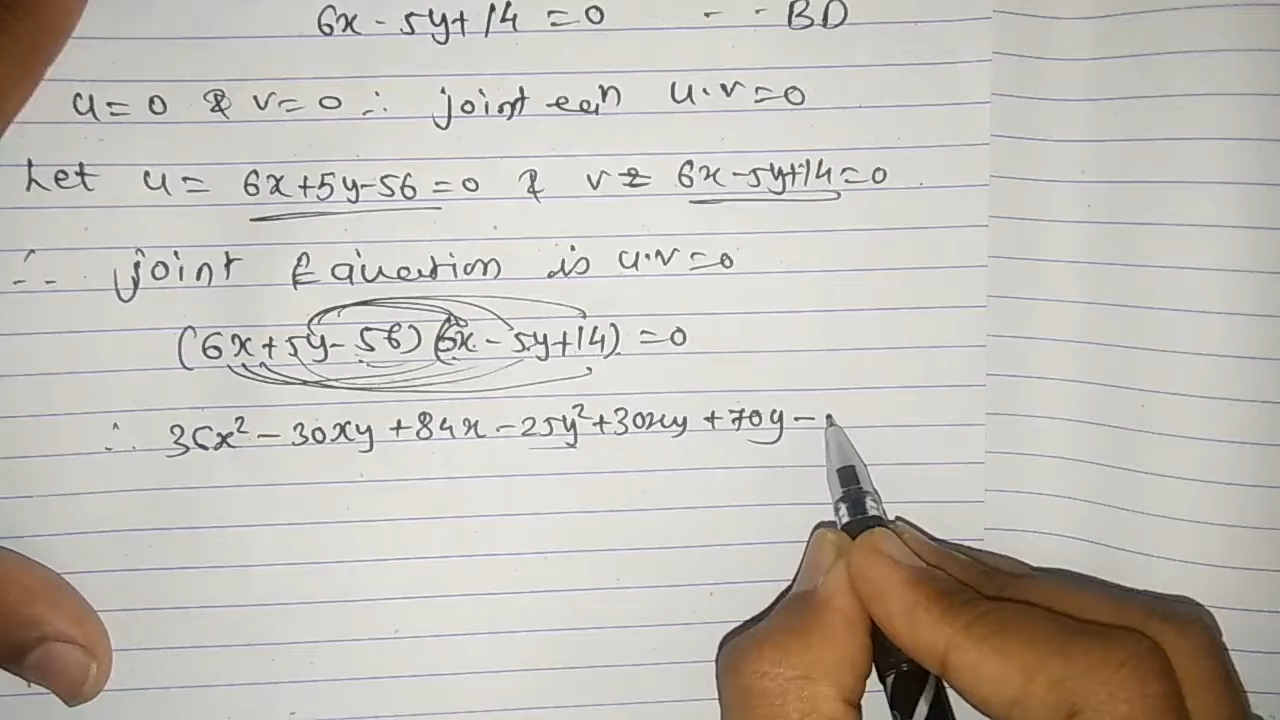 6x - 5y + 14 = 0 - - BD
u = 0 & v = 0 ∴ joint eqn u.v = 0
Let u = 6x + 5y - 56 = 0 & v = 6x - 5y + 14 = 0
∴ joint Equation is u.v = 0
(6x + 5y - 56) (6x - 5y + 14) = 0
∴ 36x² - 30xy + 84x - 25y² + 30xy + 70y -